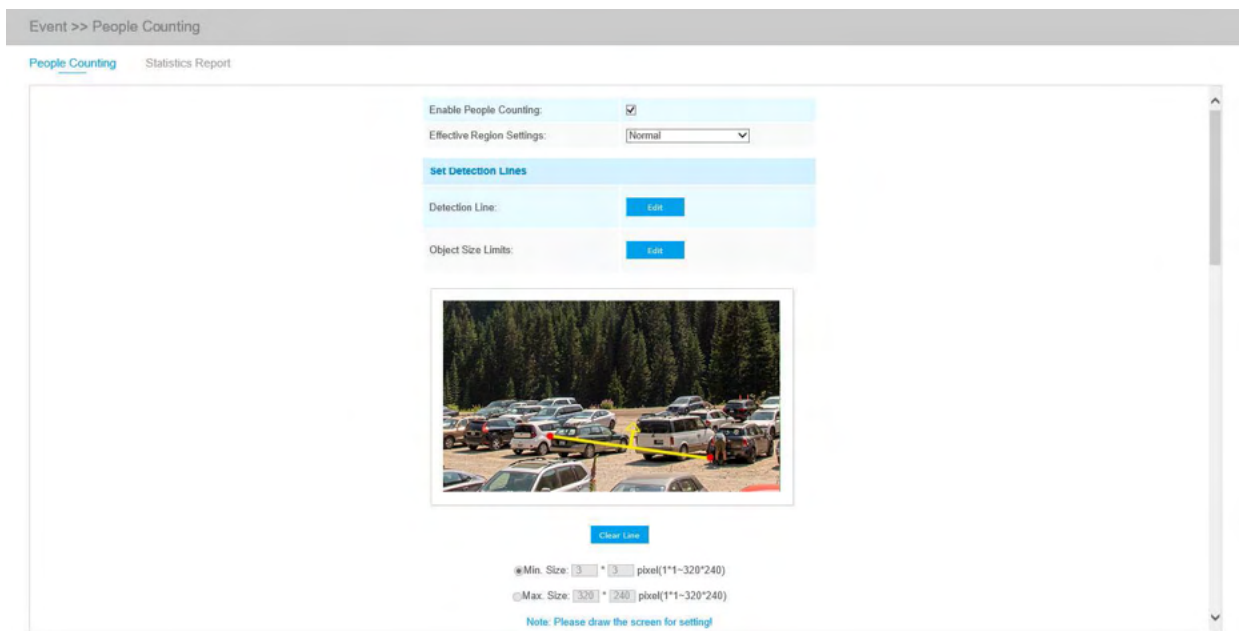 Event >> People Counting
People Counting Statistics Report
Enable People Counting:
Effective Region Settings: Normal
Set Detection Lines
Detection Line: Edit
Object Size Limits: Edit
Clear Line
Min. Size: 3 * 3 pixel(1*1~320*240)
Max. Size: 320 * 240 pixel(1*1~320*240)
Note: Please draw the screen for setting!